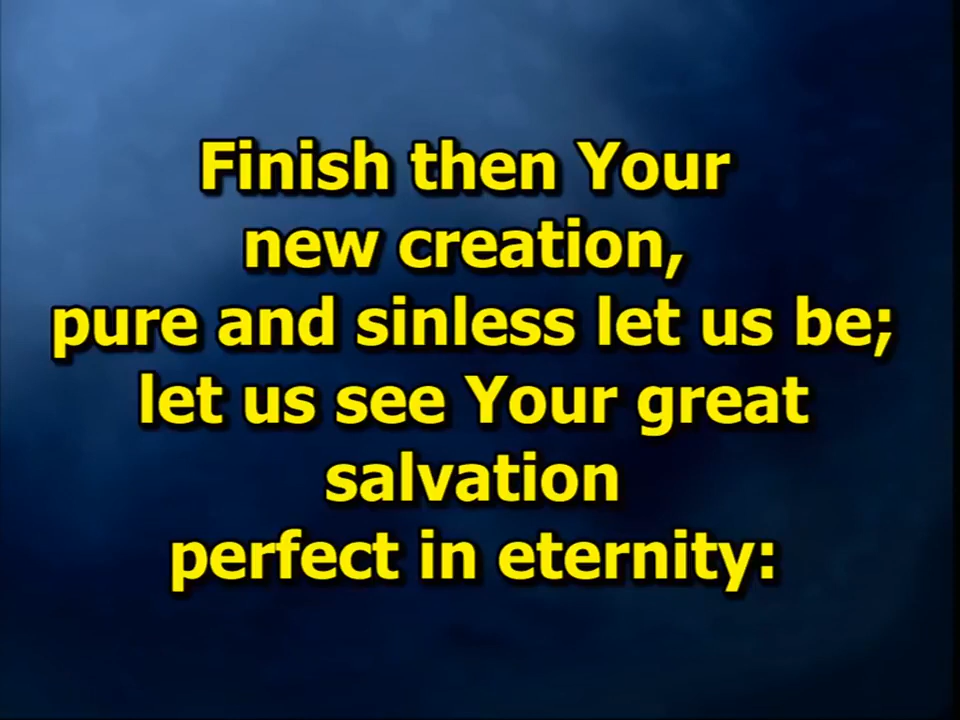 Finish then Your
new creation,
pure and sinless let us be;
let us see Your great
salvation
perfect in eternity: